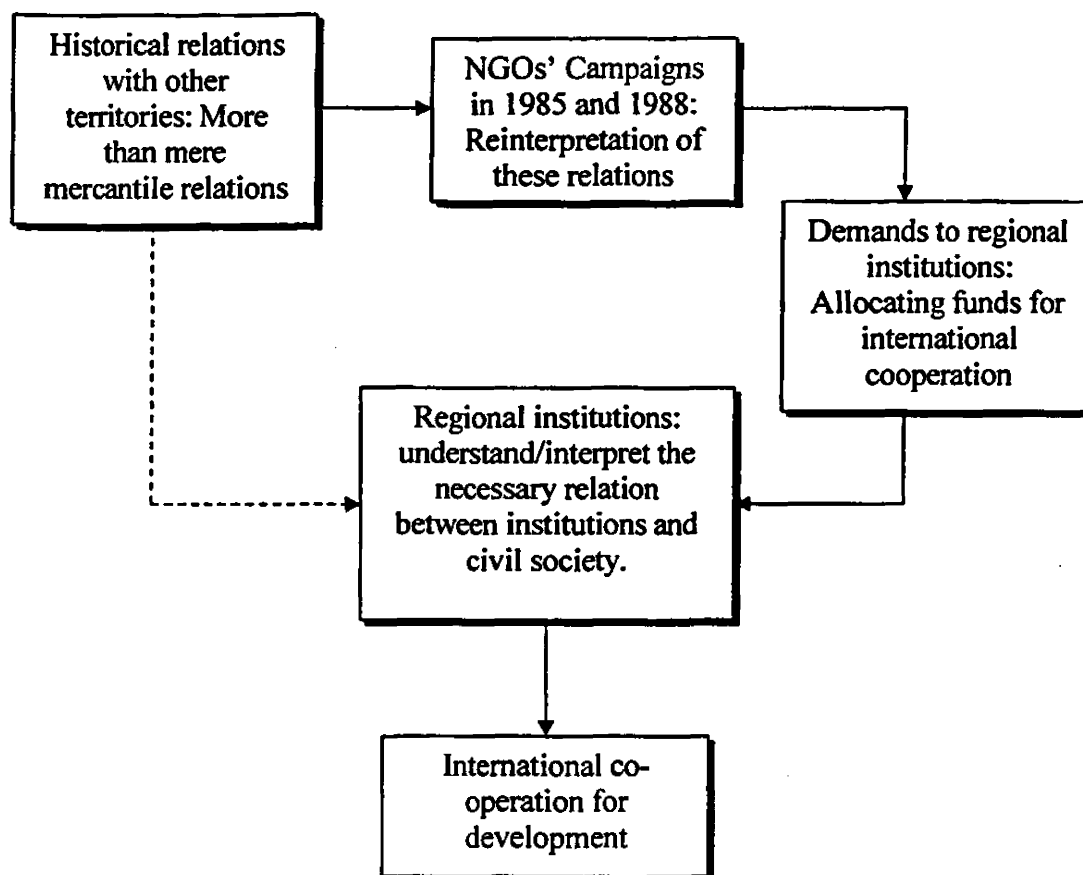 Historical relations
with other
territories: More
than mere
mercantile relations
NGOs' Campaigns
in 1985 and 1988:
Reinterpretation of
these relations
Demands to regional
institutions:
Allocating funds for
international
cooperation
Regional institutions:
understand/interpret the
necessary relation
between institutions and
civil society.
International co-
operation for
development